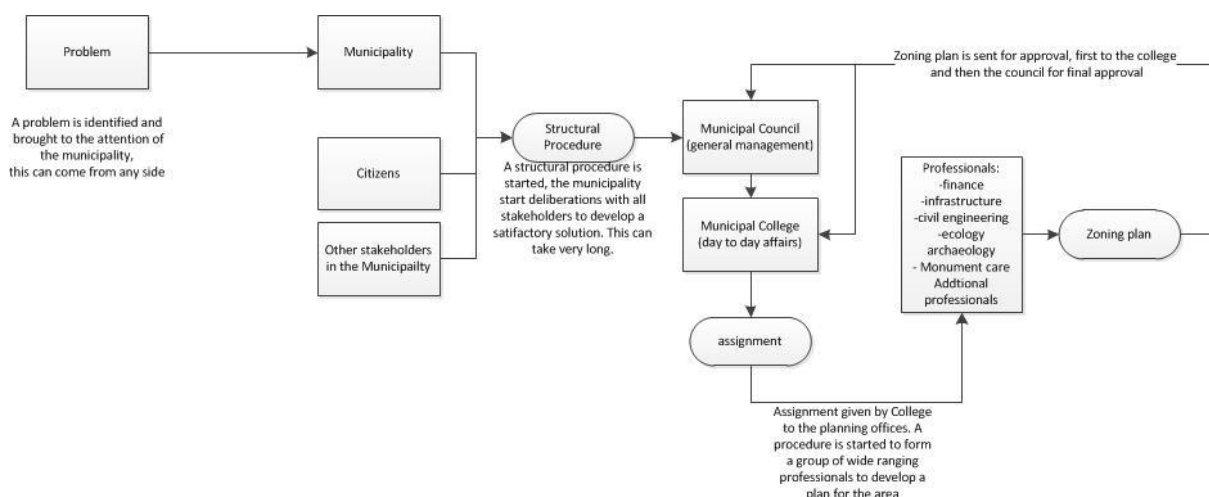 Problem
A problem is identified and
brought to the attention of
the municipality,
this can come from any side
Municipality
Citizens
Other stakeholders
in the Municipailty
Structural
Procedure
A structural procedure is
started, the municipality
start deliberations with all
stakeholders to develop a
satifactory solution. This can
take very long.
Zoning plan is sent for approval, first to the college
and then the council for final approval
Municipal Council
(general management)
Municipal College
(day to day affairs)
assignment
Assignment given by College
to the planning offices. A
procedure is started to form
a group of wide ranging
professionals to develop a
plan for the area
Professionals:
-finance
-infrastructure
-civil engineering
-ecology
archaeology
- Monument care
Addtional
professionals
Zoning plan